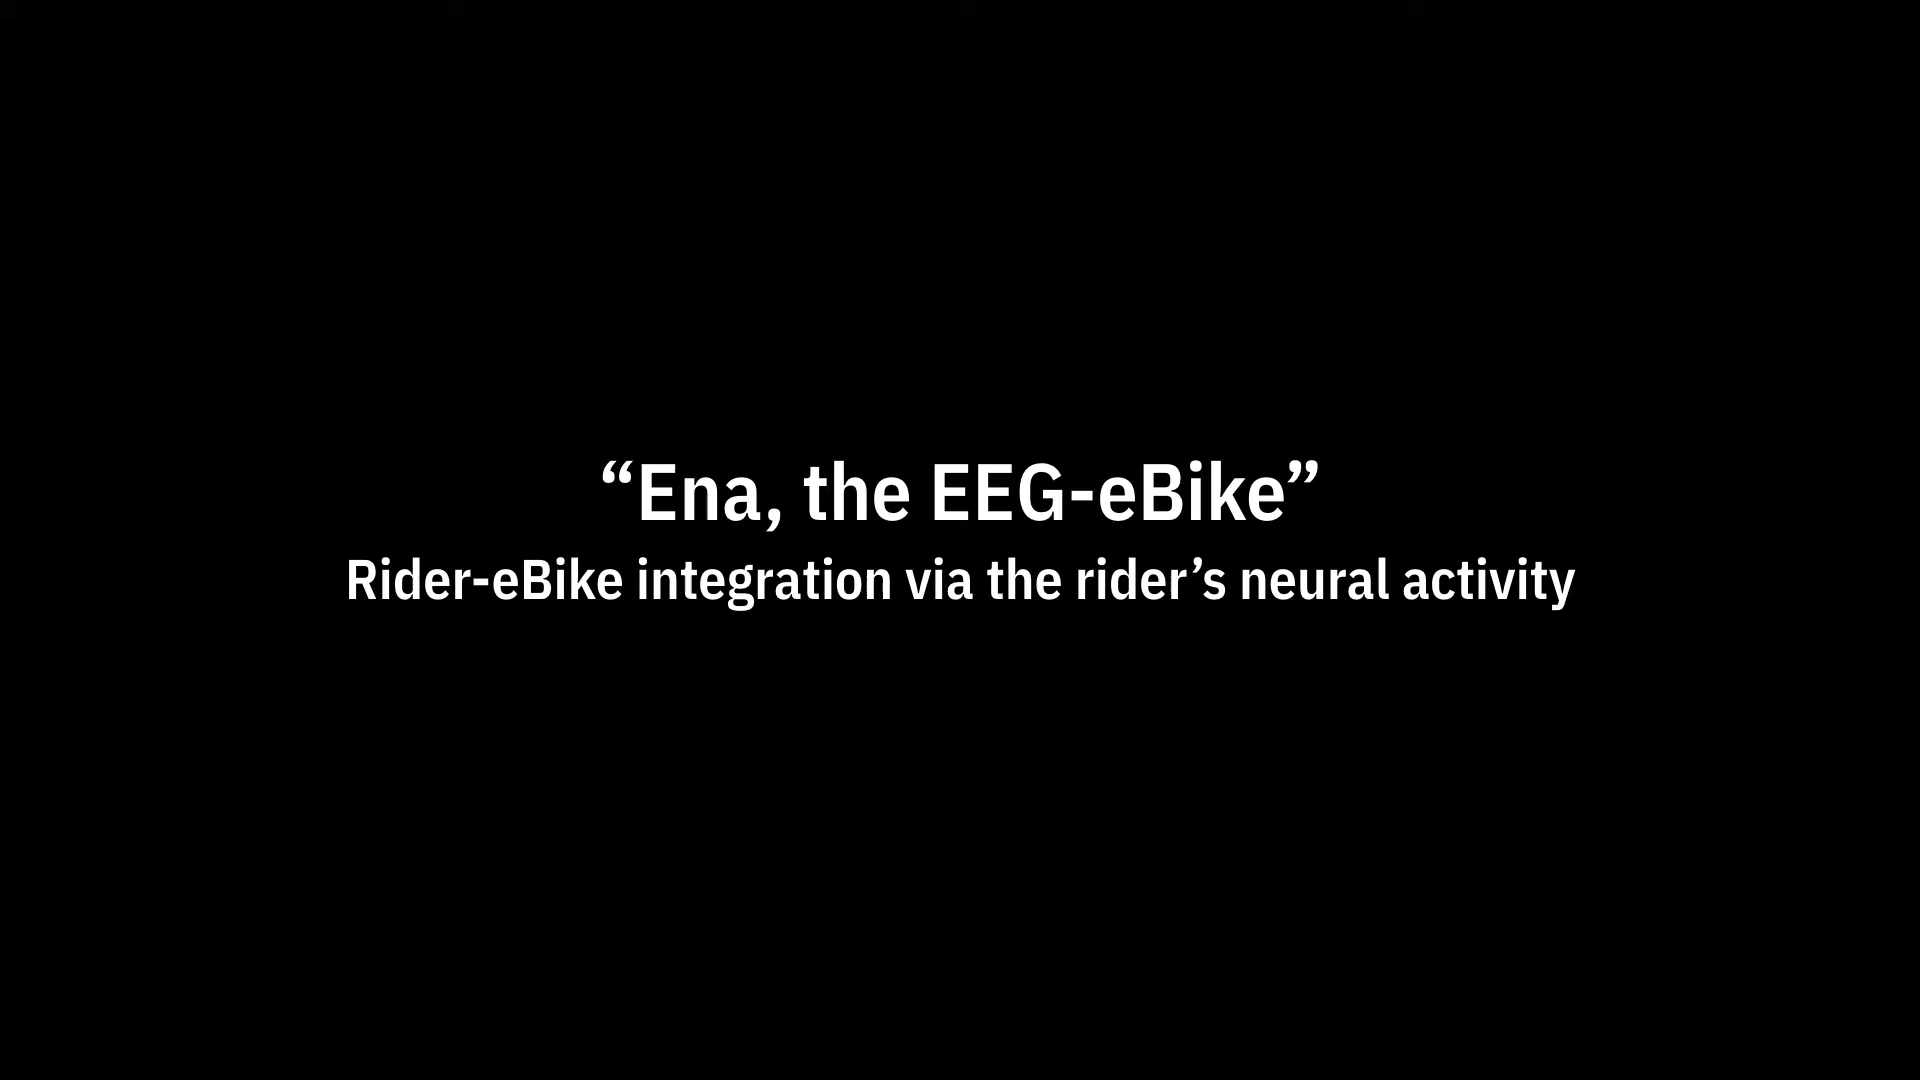 “Ena, the EEG-eBike”
Rider-eBike integration via the rider’s neural activity